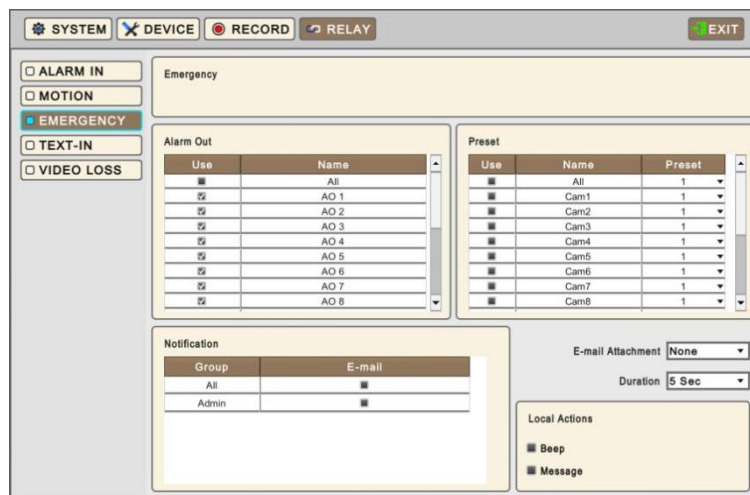 SYSTEM DEVICE RECORD RELAY EXIT
ALARM IN
MOTION
EMERGENCY
TEXT-IN
VIDEO LOSS
Emergency
Alarm Out
Use Name
All
AO 1
AO 2
AO 3
AO 4
AO 5
AO 6
AO 7
AO 8
Preset
Use Name Preset
All 1
Cam1 1
Cam2 1
Cam3 1
Cam4 1
Cam5 1
Cam6 1
Cam7 1
Cam8 1
Notification
Group E-mail
All
Admin
E-mail Attachment None
Duration 5 Sec
Local Actions
Beep
Message